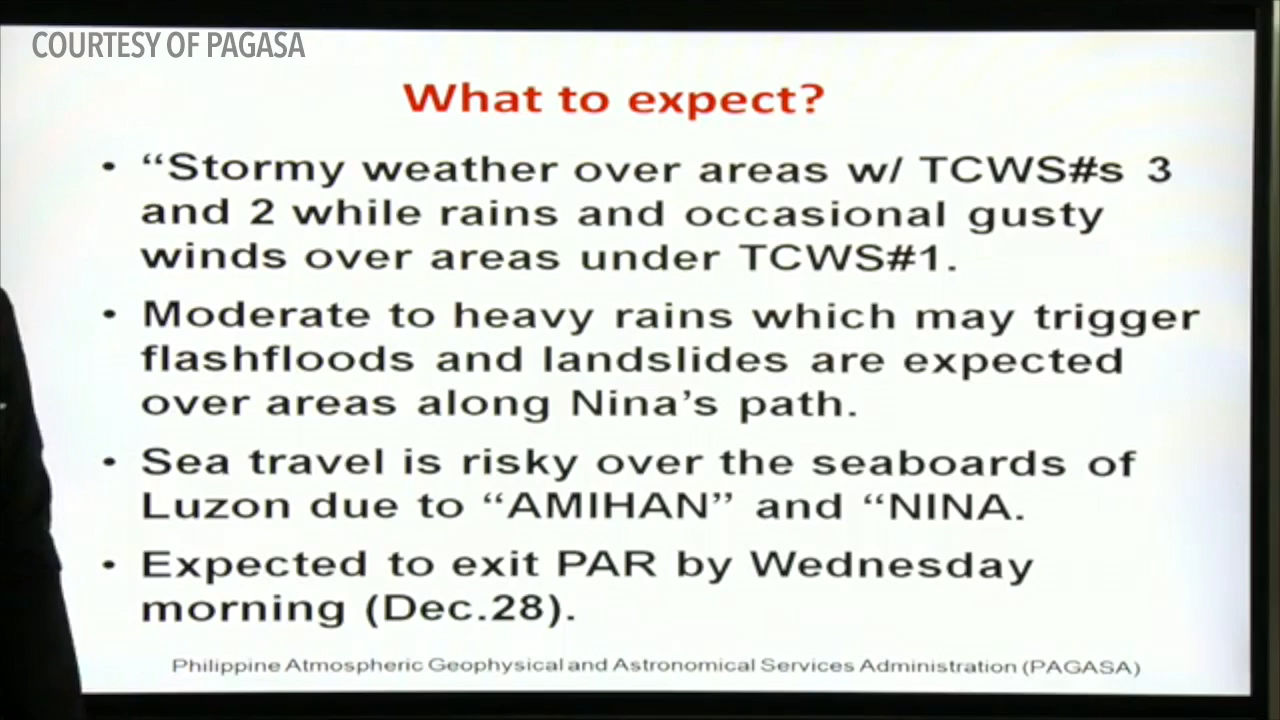 COURTESY OF PAGASA
What to expect?
• “Stormy weather over areas w/ TCWS#s 3
and 2 while rains and occasional gusty
winds over areas under TCWS#1.
• Moderate to heavy rains which may trigger
flashfloods and landslides are expected
over areas along Nina’s path.
• Sea travel is risky over the seaboards of
Luzon due to “AMIHAN” and “NINA.
• Expected to exit PAR by Wednesday
morning (Dec.28).
Philippine Atmospheric Geophysical and Astronomical Services Administration (PAGASA)